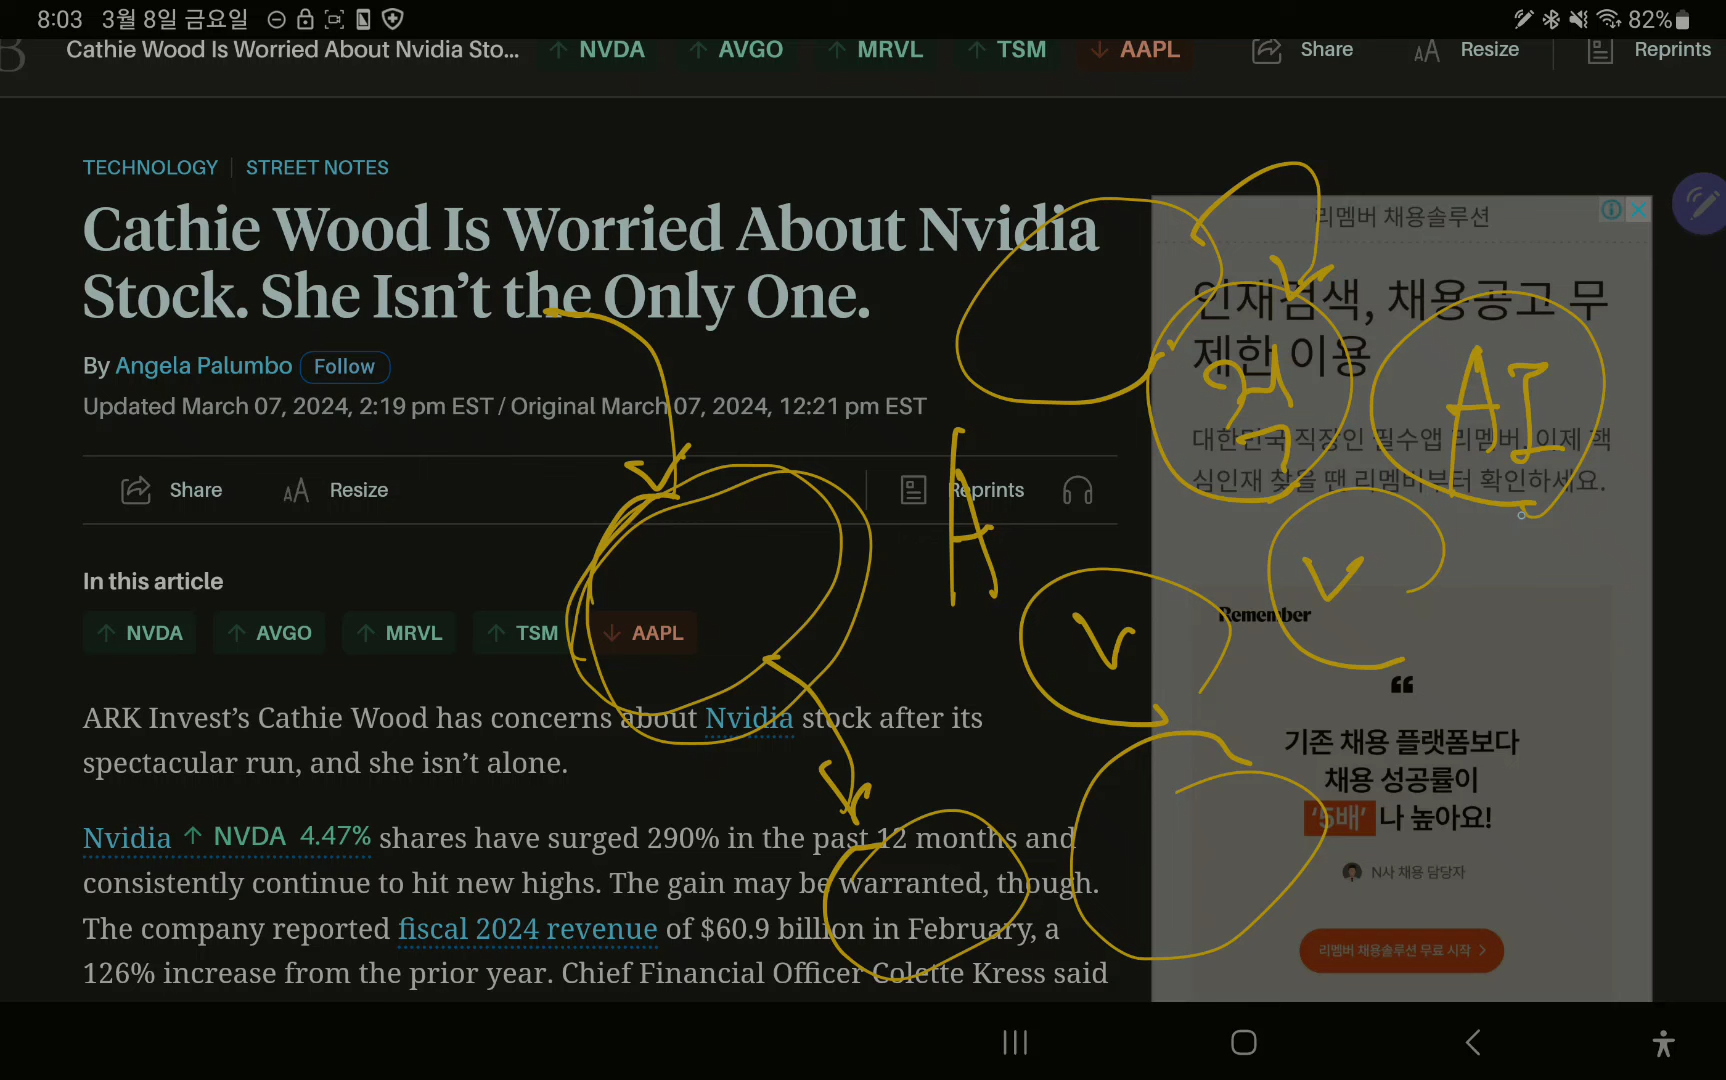 8:03 3월 8일 금요일 82%
Cathie Wood Is Worried About Nvidia Sto... ↑ NVDA ↑ AVGO ↑ MRVL ↑ TSM ↓ AAPL Share AA Resize Reprints
TECHNOLOGY | STREET NOTES
Cathie Wood Is Worried About Nvidia
Stock. She Isn’t the Only One.
By Angela Palumbo Follow
Updated March 07, 2024, 2:19 pm EST / Original March 07, 2024, 12:21 pm EST
Share AA Resize Reprints
In this article
↑ NVDA ↑ AVGO ↑ MRVL ↑ TSM ↓ AAPL
ARK Invest’s Cathie Wood has concerns about Nvidia stock after its
spectacular run, and she isn’t alone.
Nvidia ↑ NVDA 4.47% shares have surged 290% in the past 12 months and
consistently continue to hit new highs. The gain may be warranted, though.
The company reported fiscal 2024 revenue of $60.9 billion in February, a
126% increase from the prior year. Chief Financial Officer Colette Kress said
리멤버 채용솔루션
인재검색, 채용공고 무
제한 이용
대한민국 직장인 필수앱 리멤버. 이제 핵
심인재 찾을 땐 리멤버부터 확인하세요.
Remember
“
기존 채용 플랫폼보다
채용 성공률이
‘5배’ 나 높아요!
N사 채용 담당자
리멤버 채용솔루션 무료 시작 >
AI
A
V
V